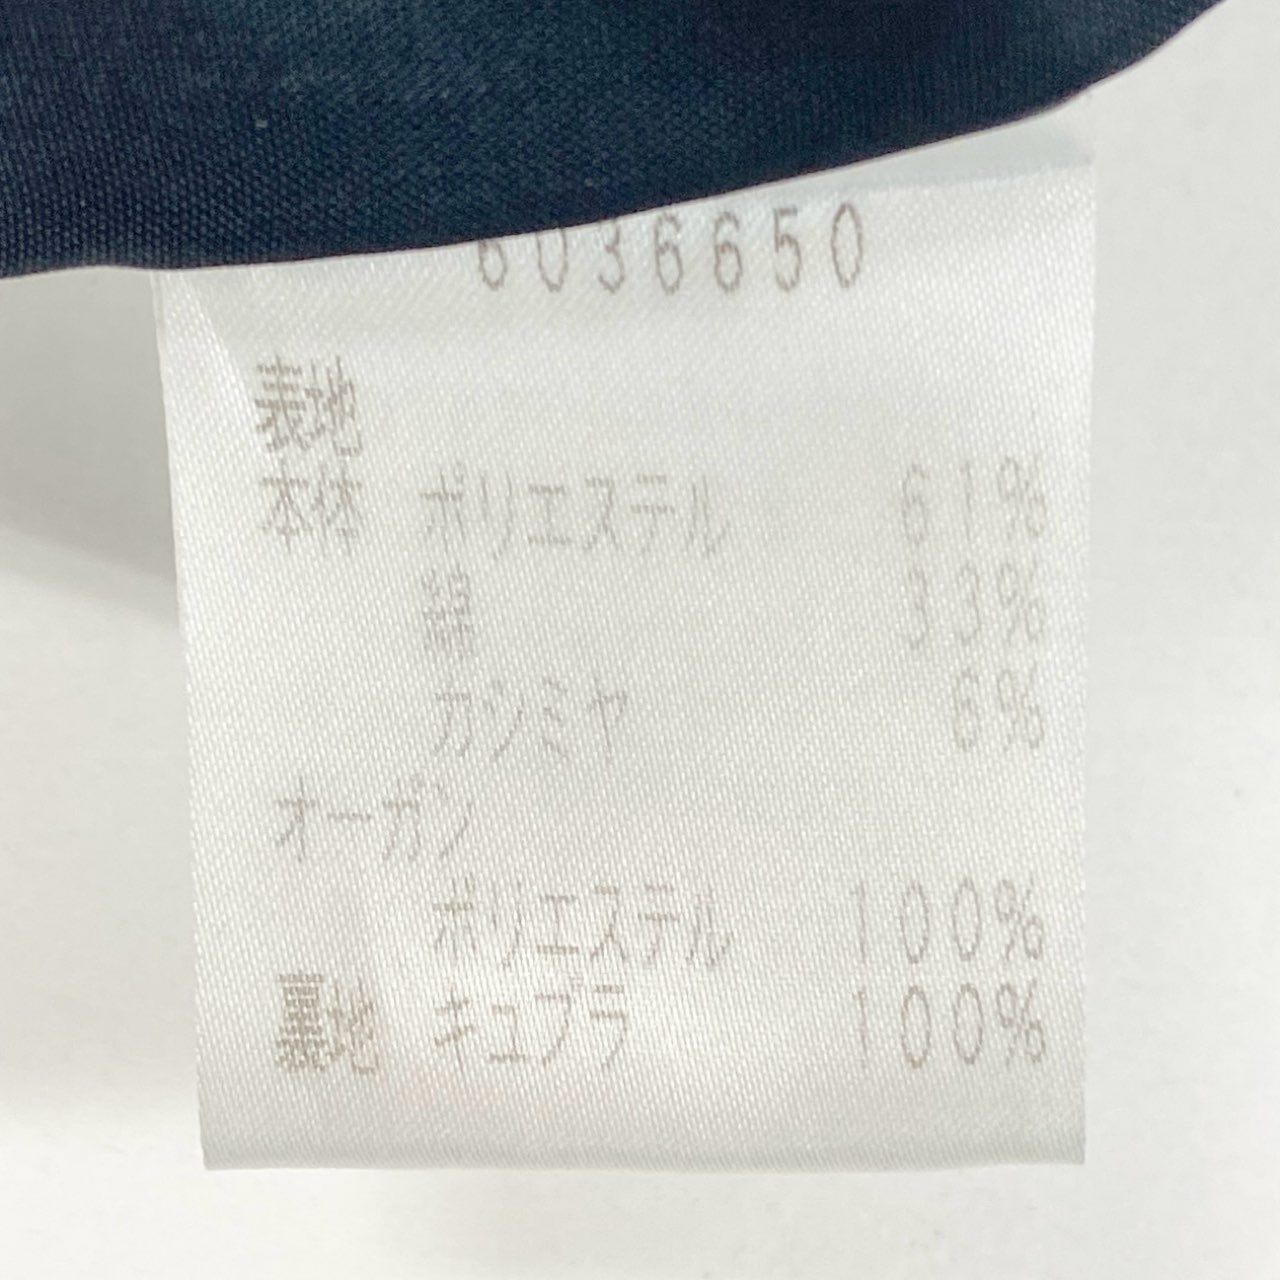 6036650
表地
本体 ポリエステル 61%
綿 33%
カシミヤ 6%
オーガン
ポリエステル 100%
裏地 キュプラ 100%